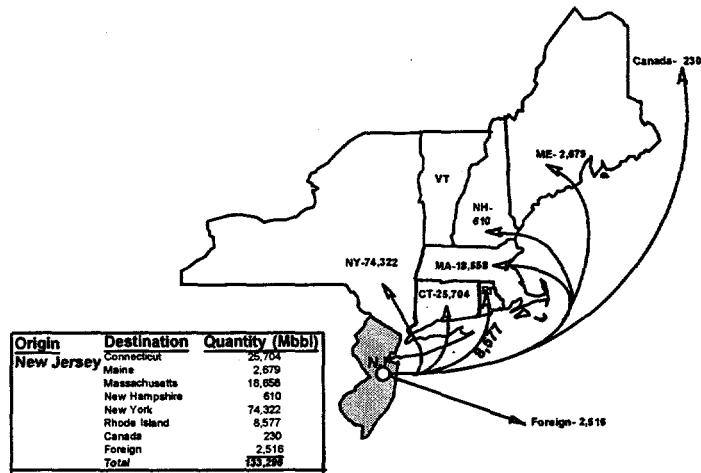 Canada- 230
ME- 2,679
VT
NH-
610
NY-74,322
MA-18,658
CT-25,704
RI
8,577
N.J.
Foreign- 2,516
Origin Destination Quantity (Mbbl)
New Jersey Connecticut 25,704
Maine 2,679
Massachusetts 18,658
New Hampshire 610
New York 74,322
Rhode Island 8,577
Canada 230
Foreign 2,516
Total 133,296